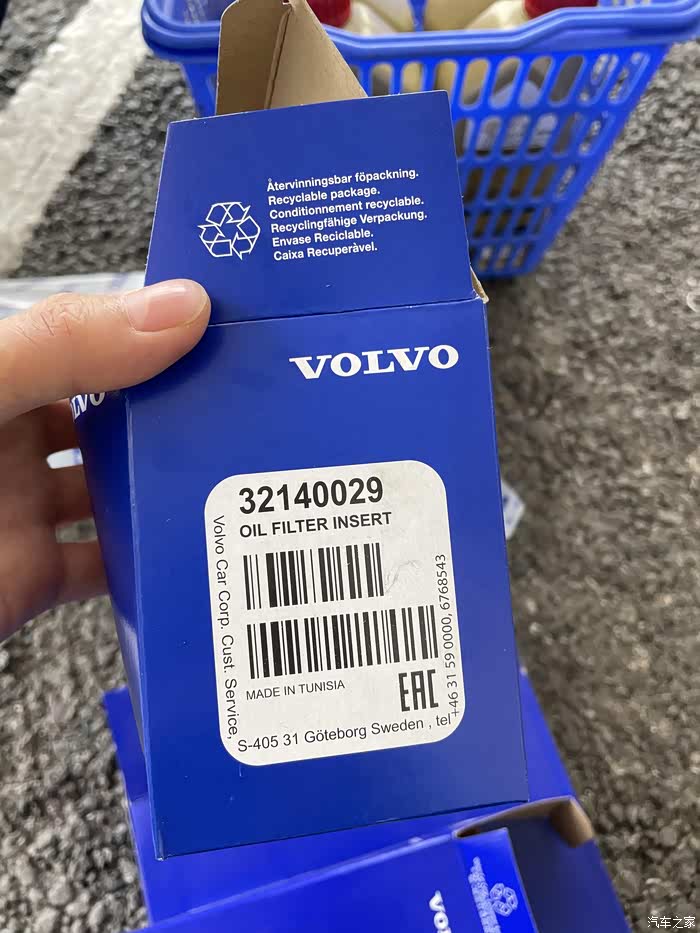 Återvinningsbar föpackning.
Recyclable package.
Conditionnement recyclable.
Recyclingfähige Verpackung.
Envase Reciclable.
Caixa Recuperàvel.
VOLVO
32140029
OIL FILTER INSERT
MADE IN TUNISIA
EAC
Volvo Car Corp. Cust. Service,
S-405 31 Göteborg Sweden , tel
+46 31 59 0000, 6768543
汽车之家